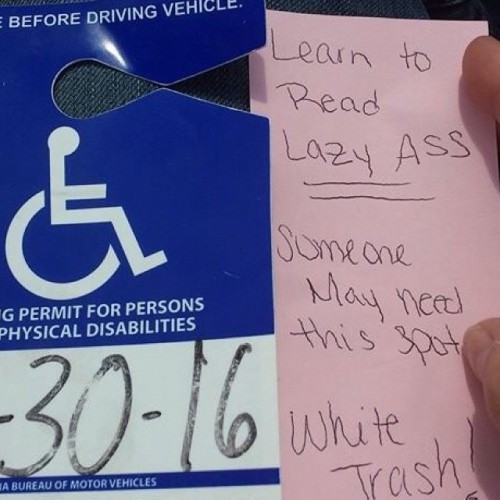 E BEFORE DRIVING VEHICLE.
G PERMIT FOR PERSONS
PHYSICAL DISABILITIES
-30-16
A BUREAU OF MOTOR VEHICLES
Learn to
Read
Lazy ASS
Someone
May need
this spot
White
Trash!